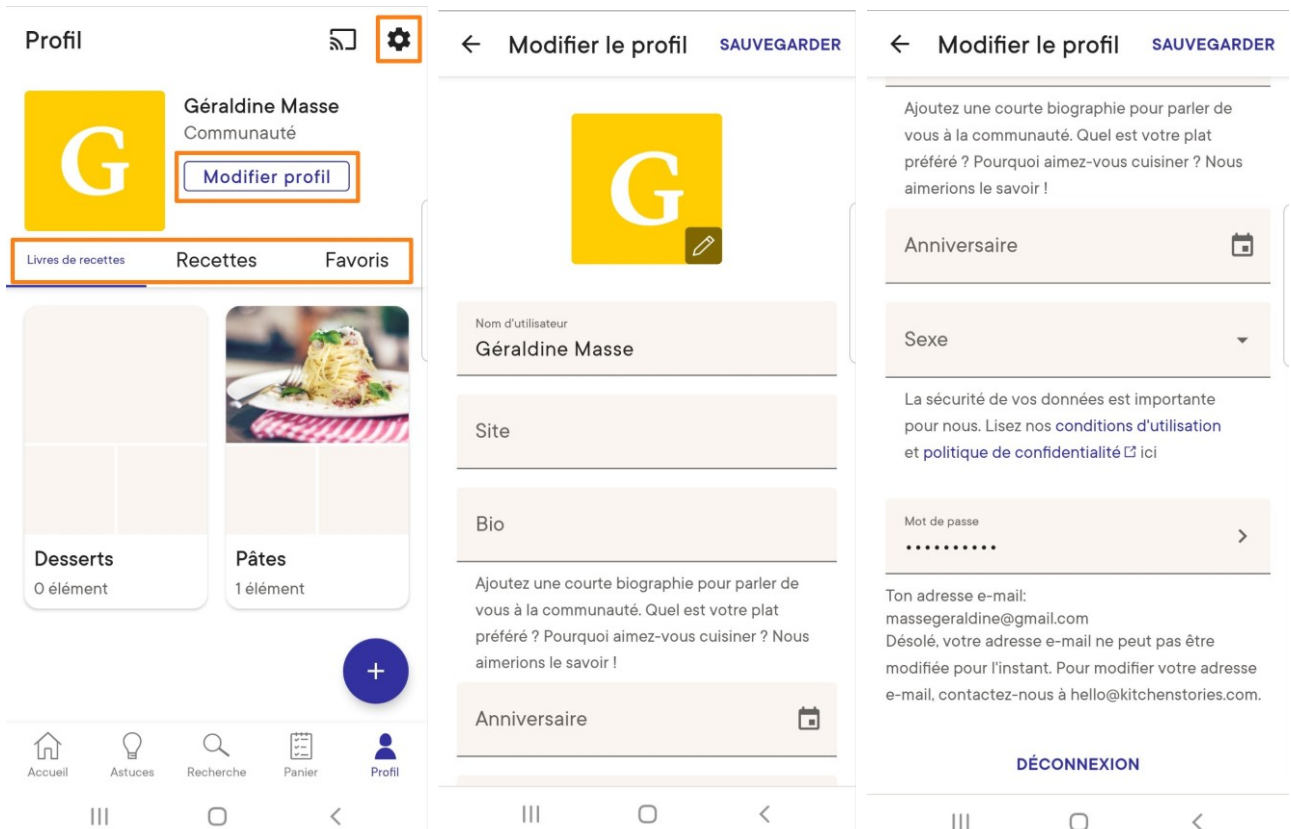 Profil
G
Géraldine Masse
Communauté
Modifier profil
Livres de recettes
Recettes
Favoris
Desserts
0 élément
Pâtes
1 élément
+
Accueil
Astuces
Recherche
Panier
Profil
Modifier le profil
SAUVEGARDER
G
Nom d'utilisateur
Géraldine Masse
Site
Bio
Ajoutez une courte biographie pour parler de
vous à la communauté. Quel est votre plat
préféré ? Pourquoi aimez-vous cuisiner ? Nous
aimerions le savoir !
Anniversaire
Modifier le profil
SAUVEGARDER
Ajoutez une courte biographie pour parler de
vous à la communauté. Quel est votre plat
préféré ? Pourquoi aimez-vous cuisiner ? Nous
aimerions le savoir !
Anniversaire
Sexe
La sécurité de vos données est importante
pour nous. Lisez nos conditions d'utilisation
et politique de confidentialité ici
Mot de passe
••••••••••
Ton adresse e-mail:
massegeraldine@gmail.com
Désolé, votre adresse e-mail ne peut pas être
modifiée pour l'instant. Pour modifier votre adresse
e-mail, contactez-nous à hello@kitchenstories.com.
DÉCONNEXION